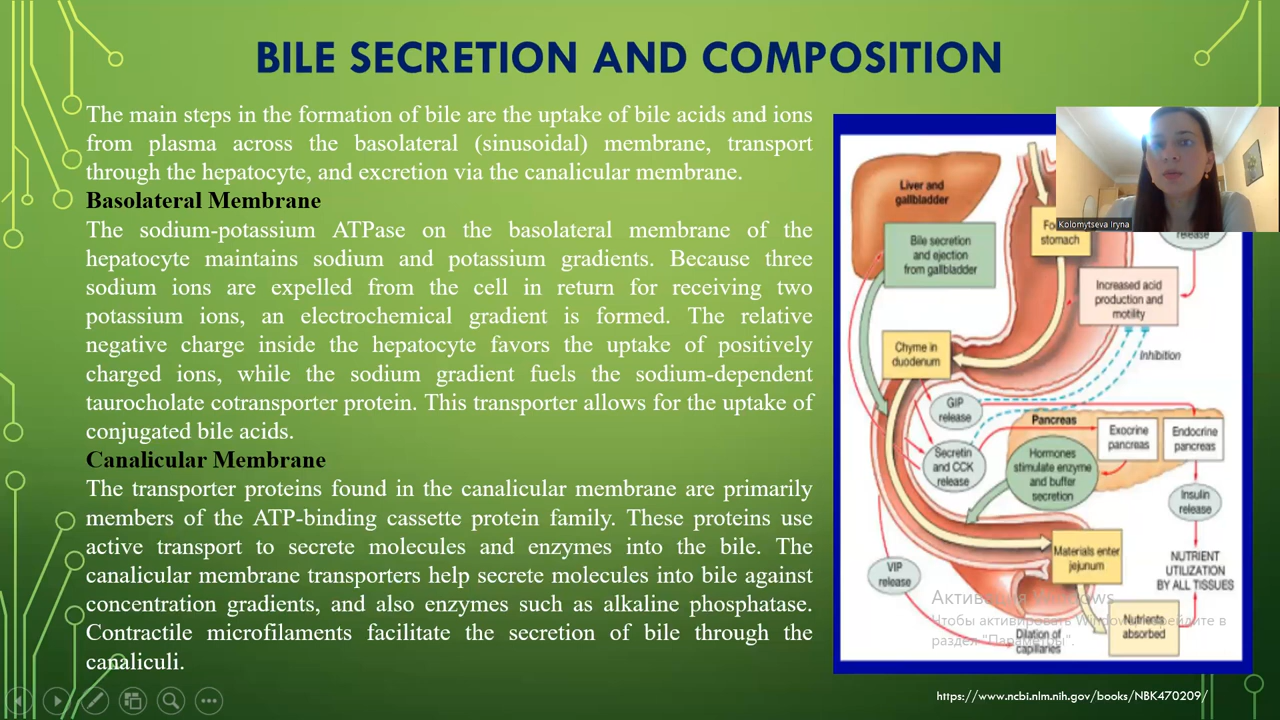 BILE SECRETION AND COMPOSITION
The main steps in the formation of bile are the uptake of bile acids and ions
from plasma across the basolateral (sinusoidal) membrane, transport
through the hepatocyte, and excretion via the canalicular membrane.
Basolateral Membrane
The sodium-potassium ATPase on the basolateral membrane of the
hepatocyte maintains sodium and potassium gradients. Because three
sodium ions are expelled from the cell in return for receiving two
potassium ions, an electrochemical gradient is formed. The relative
negative charge inside the hepatocyte favors the uptake of positively
charged ions, while the sodium gradient fuels the sodium-dependent
taurocholate cotransporter protein. This transporter allows for the uptake of
conjugated bile acids.
Canalicular Membrane
The transporter proteins found in the canalicular membrane are primarily
members of the ATP-binding cassette protein family. These proteins use
active transport to secrete molecules and enzymes into the bile. The
canalicular membrane transporters help secrete molecules into bile against
concentration gradients, and also enzymes such as alkaline phosphatase.
Contractile microfilaments facilitate the secretion of bile through the
canaliculi.
Kolomytseva Iryna
Liver and
gallbladder
Bile secretion
and ejection
from gallbladder
stomach
release
Increased acid
production and
motility
Chyme in
duodenum
Inhibition
GIP
release
Pancreas
Exocrine
pancreas
Endocrine
pancreas
Secretin
and CCK
release
Hormones
stimulate enzyme
and buffer
secretion
Insulin
release
VIP
release
Materials enter
jejunum
NUTRIENT
UTILIZATION
BY ALL TISSUES
Nutrients
absorbed
Dilation of
capillaries
Активация Windows
Чтобы активировать Windows, перейдите в
раздел "Параметры".
https://www.ncbi.nlm.nih.gov/books/NBK470209/